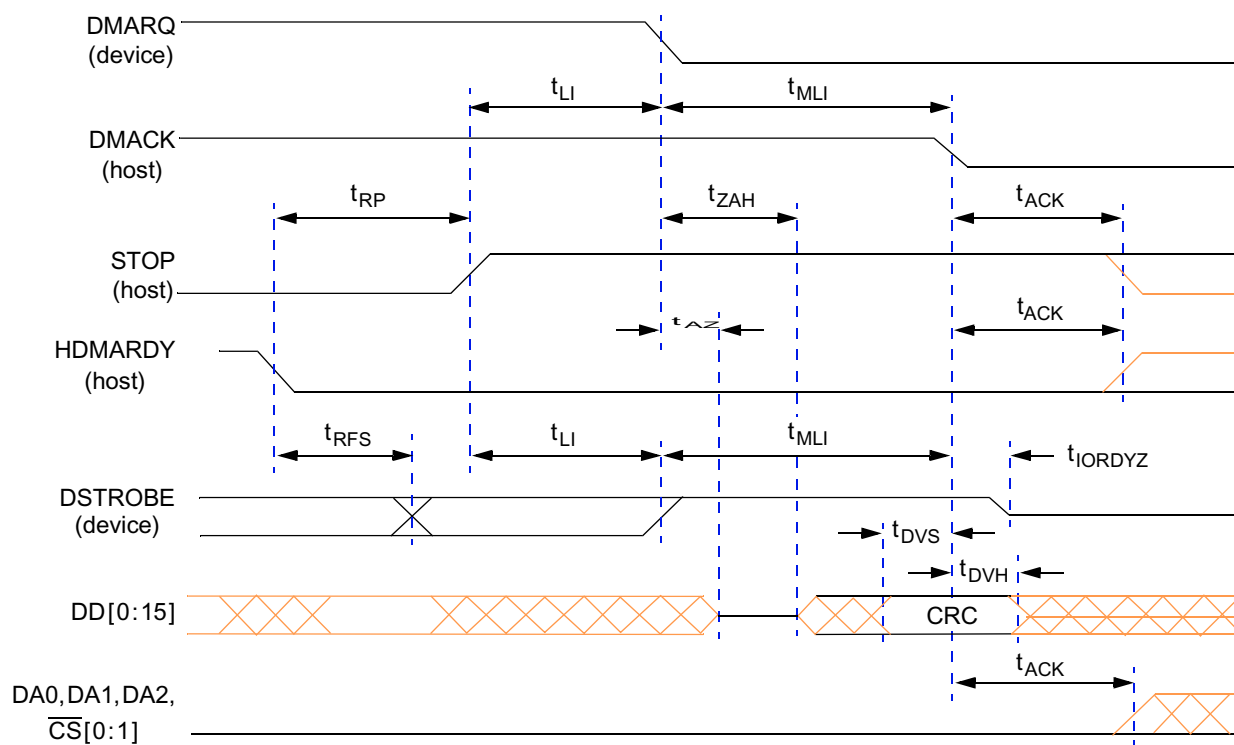 DMARQ
(device)
tLI
tMLI
DMACK
(host)
tRP
tZAH
tACK
STOP
(host)
tAZ
tACK
HDMARDY
(host)
tRFS
tLI
tMLI
tIORDYZ
DSTROBE
(device)
tDVS
tDVH
DD[0:15]
CRC
tACK
DA0,DA1,DA2,
CS[0:1]